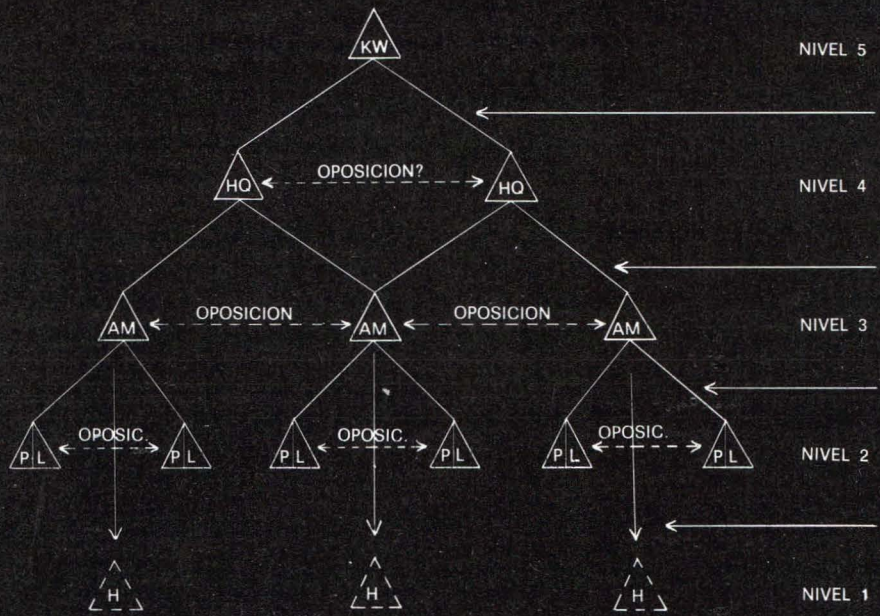 KW NIVEL 5
HQ OPOSICION? HQ NIVEL 4
AM OPOSICION AM OPOSICION AM NIVEL 3
P L OPOSIC. P L P L OPOSIC. P L P L OPOSIC. P L NIVEL 2
H H H NIVEL 1